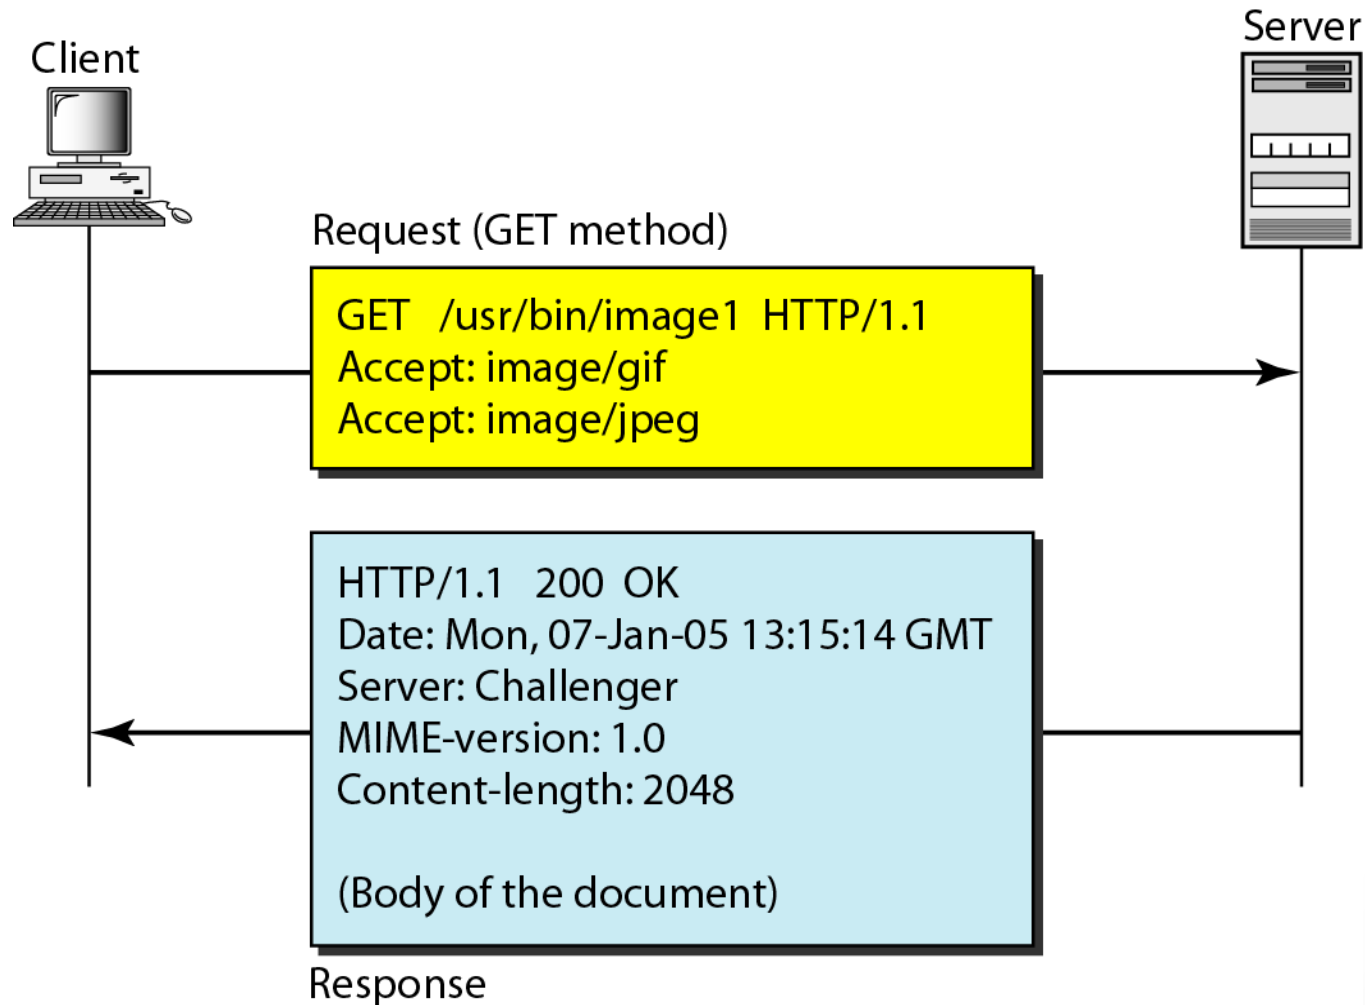 Client
Server
Request (GET method)
GET /usr/bin/image1 HTTP/1.1
Accept: image/gif
Accept: image/jpeg
HTTP/1.1 200 OK
Date: Mon, 07-Jan-05 13:15:14 GMT
Server: Challenger
MIME-version: 1.0
Content-length: 2048
(Body of the document)
Response